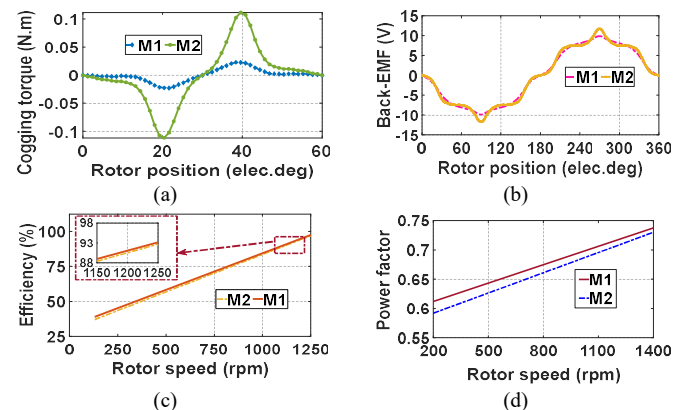 Cogging torque (N.m)
0.1
0.05
0
-0.05
-0.1
M1 M2
0 20 40 60
Rotor position (elec.deg)
(a)
Back-EMF (V)
15
10
5
0
-5
-10
-15
M1 M2
0 60 120 180 240 300 360
Rotor position (elec.deg)
(b)
Efficiency (%)
100
75
50
25
98
93
88
1150 1200 1250
M2 M1
0 250 500 750 1000 1250
Rotor speed (rpm)
(c)
Power factor
0.75
0.7
0.65
0.6
0.55
M1
M2
200 500 800 1100 1400
Rotor speed (rpm)
(d)